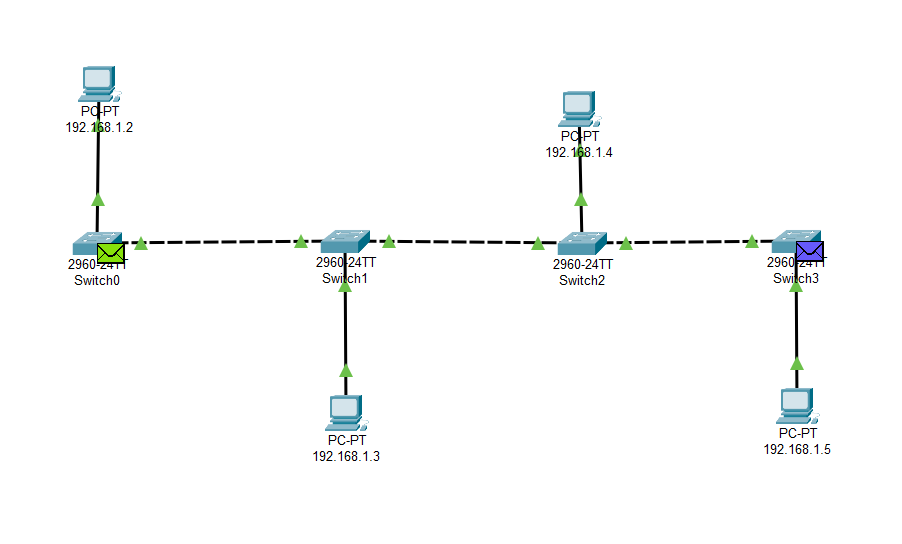 PC-PT
192.168.1.2
PC-PT
192.168.1.4
2960-24TT
Switch0
2960-24TT
Switch1
2960-24TT
Switch2
2960-24TT
Switch3
PC-PT
192.168.1.3
PC-PT
192.168.1.5